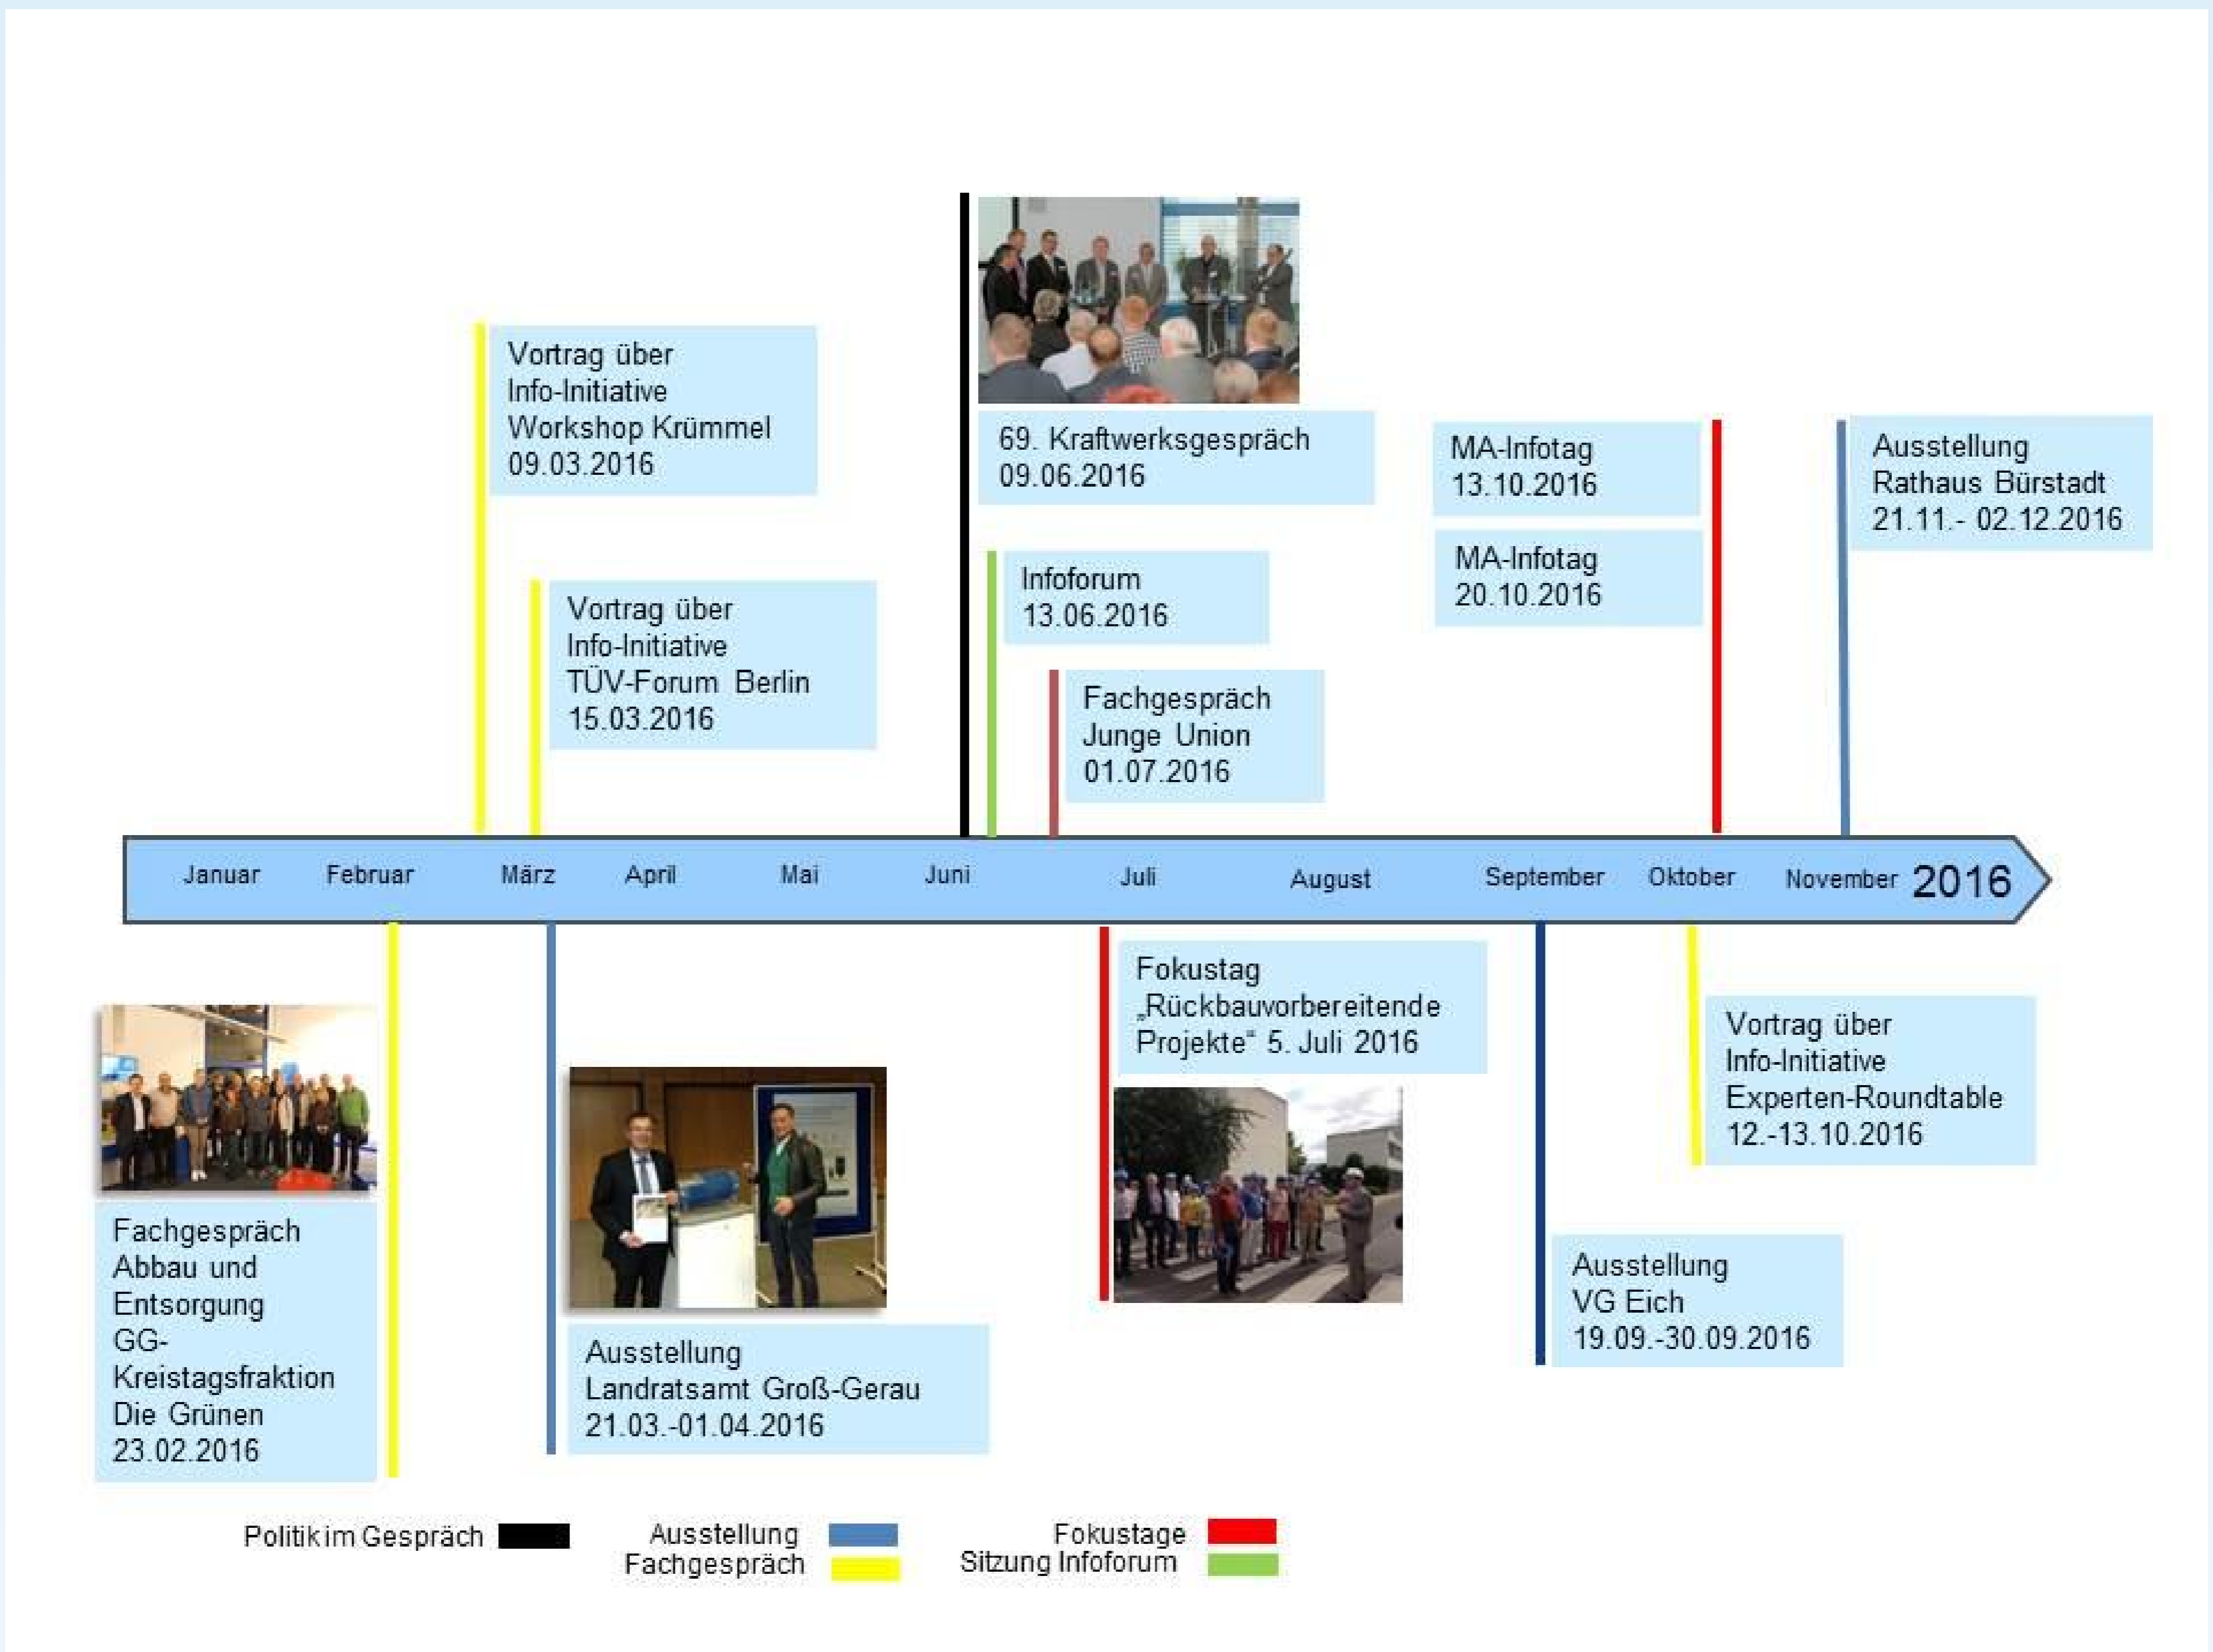 69. Kraftwerksgespräch
09.06.2016
Vortrag über
Info-Initiative
Workshop Krümmel
09.03.2016
MA-Infotag
13.10.2016
Ausstellung
Rathaus Bürstadt
21.11.- 02.12.2016
MA-Infotag
20.10.2016
Infoforum
13.06.2016
Vortrag über
Info-Initiative
TÜV-Forum Berlin
15.03.2016
Fachgespräch
Junge Union
01.07.2016
Januar Februar März April Mai Juni Juli August September Oktober November 2016
Fokustag
„Rückbauvorbereitende
Projekte“ 5. Juli 2016
Vortrag über
Info-Initiative
Experten-Roundtable
12.-13.10.2016
Fachgespräch
Abbau und
Entsorgung
GG-
Kreistagsfraktion
Die Grünen
23.02.2016
Ausstellung
Landratsamt Groß-Gerau
21.03.-01.04.2016
Ausstellung
VG Eich
19.09.-30.09.2016
Politik im Gespräch
Ausstellung
Fachgespräch
Fokustage
Sitzung Infoforum